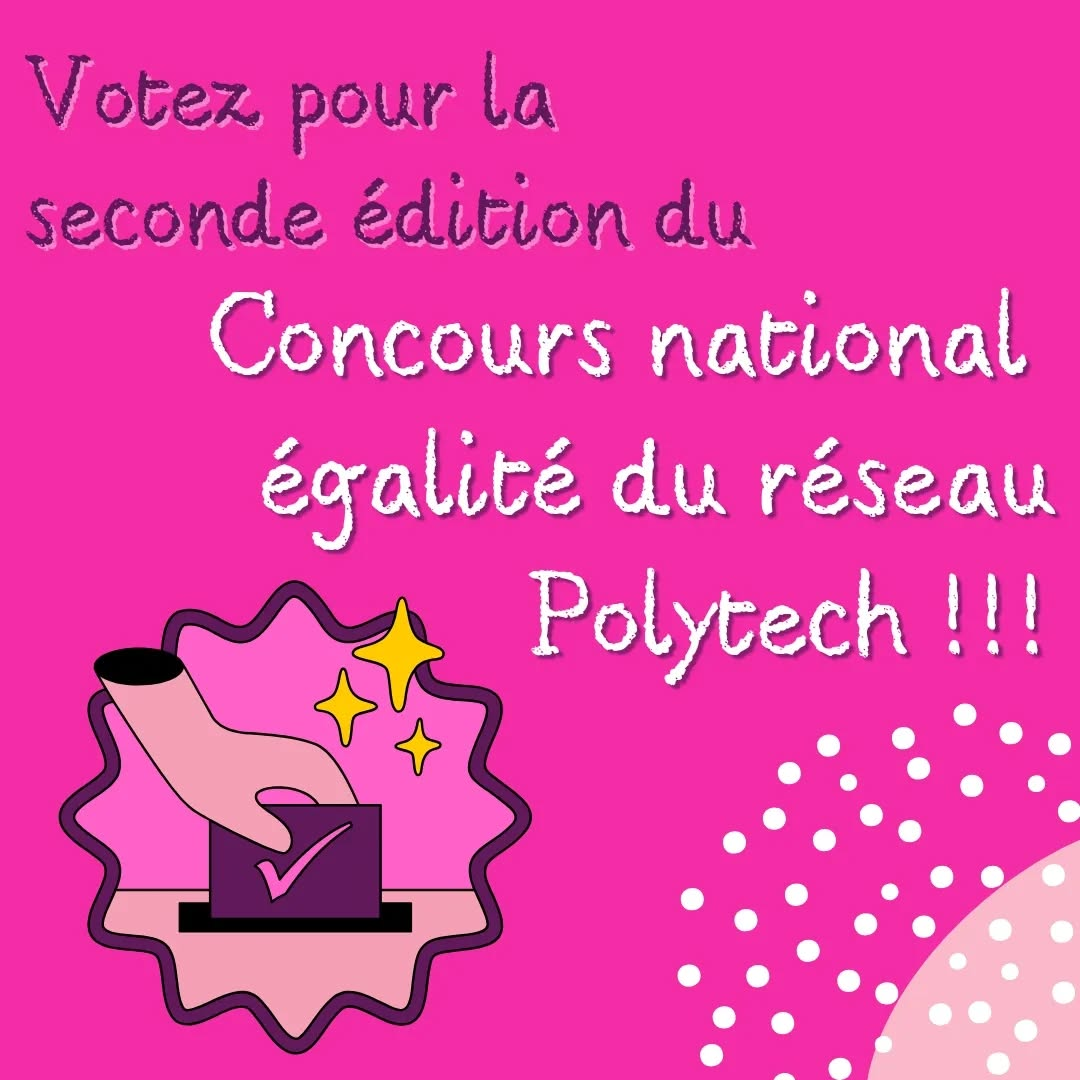 Votez pour la
seconde édition du
Concours national
égalité du réseau
Polytech !!!